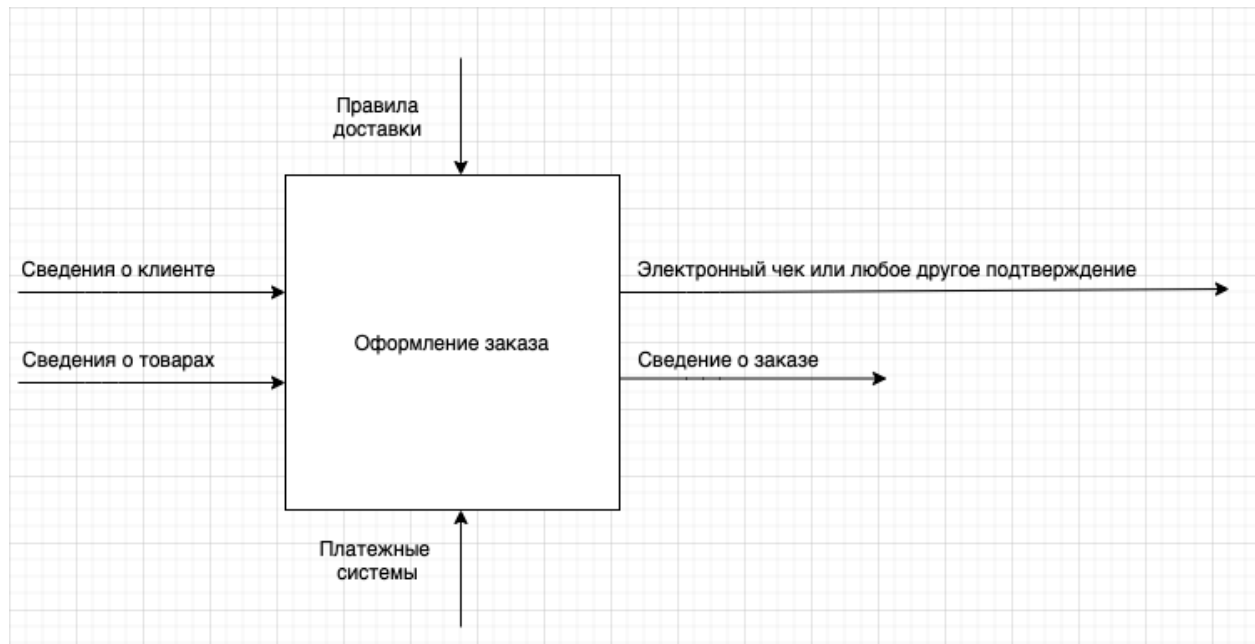 Правила
доставки
Сведения о клиенте
Электронный чек или любое другое подтверждение
Оформление заказа
Сведения о товарах
Сведение о заказе
Платежные
системы